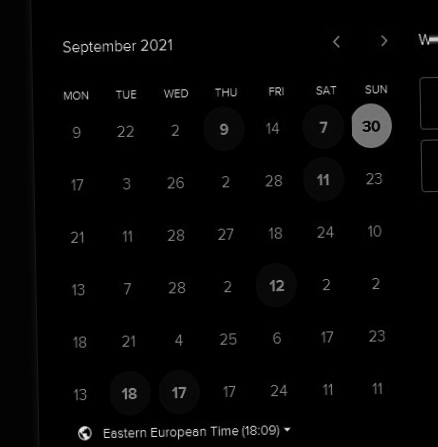 September 2021
MON TUE WED THU FRI SAT SUN
9 22 2 9 14 7 30
17 3 26 2 28 11 23
21 11 28 27 18 24 10
13 7 28 2 12 2 2
18 21 4 25 6 17 23
13 18 17 17 24 11 11
Eastern European Time (18:09)